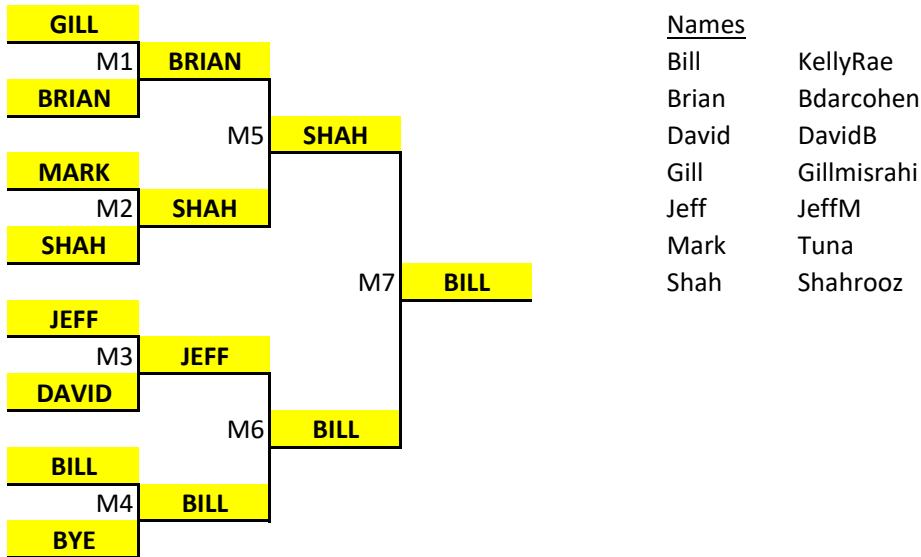 GILL
M1 BRIAN
BRIAN
M5 SHAH
MARK
M2 SHAH
SHAH
M7 BILL
JEFF
M3 JEFF
DAVID
M6 BILL
BILL
M4 BILL
BYE
Names
Bill KellyRae
Brian Bdarcohen
David DavidB
Gill Gillmisrahi
Jeff JeffM
Mark Tuna
Shah Shahrooz